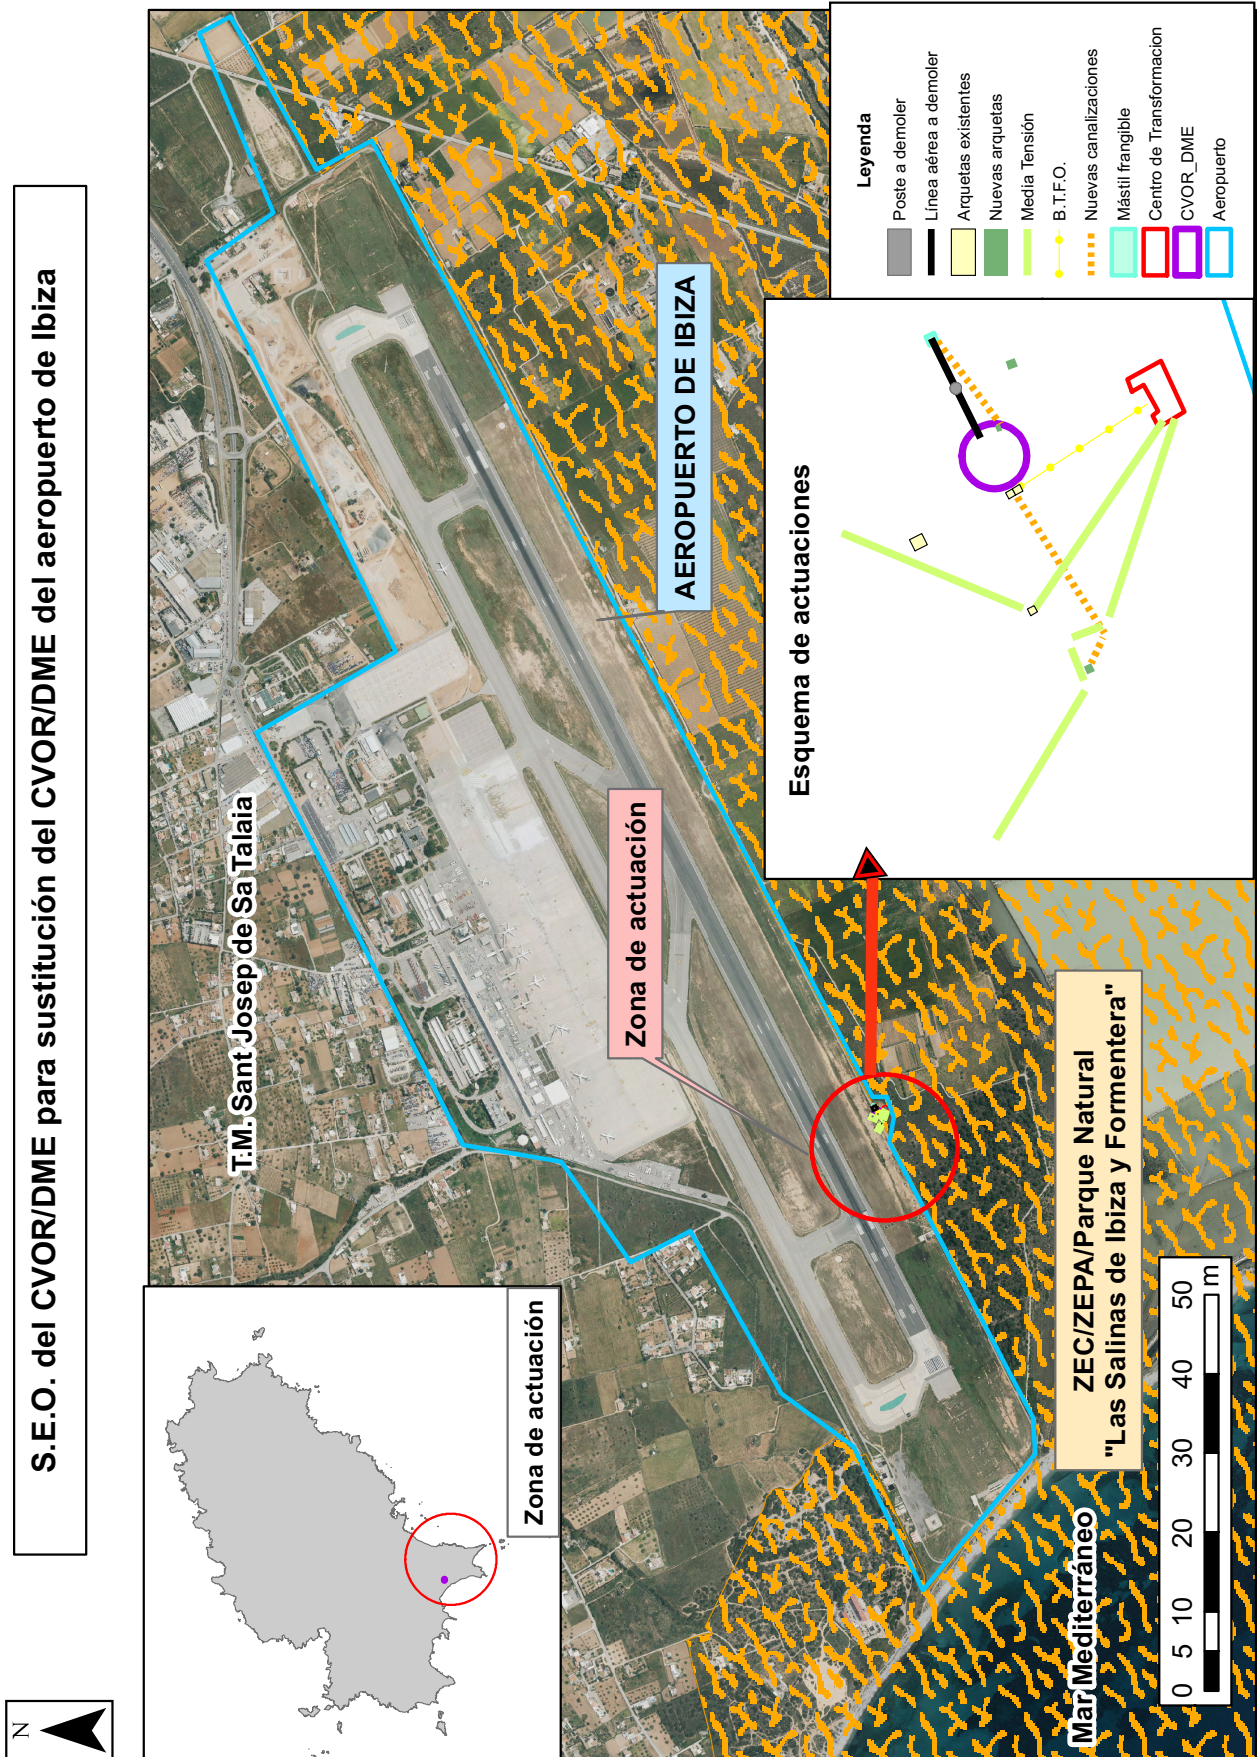 S.E.O. del CVOR/DME para sustitución del CVOR/DME del aeropuerto de Ibiza
N
T.M. Sant Josep de Sa Talaia
Zona de actuación
AEROPUERTO DE IBIZA
Zona de actuación
ZEC/ZEPA/Parque Natural
"Las Salinas de Ibiza y Formentera"
Mar Mediterráneo
0 5 10 20 30 40 50
m
Esquema de actuaciones
Leyenda
Poste a demoler
Línea aérea a demoler
Arquetas existentes
Nuevas arquetas
Media Tensión
B.T.F.O.
Nuevas canalizaciones
Mástil frangible
Centro de Transformacion
CVOR_DME
Aeropuerto